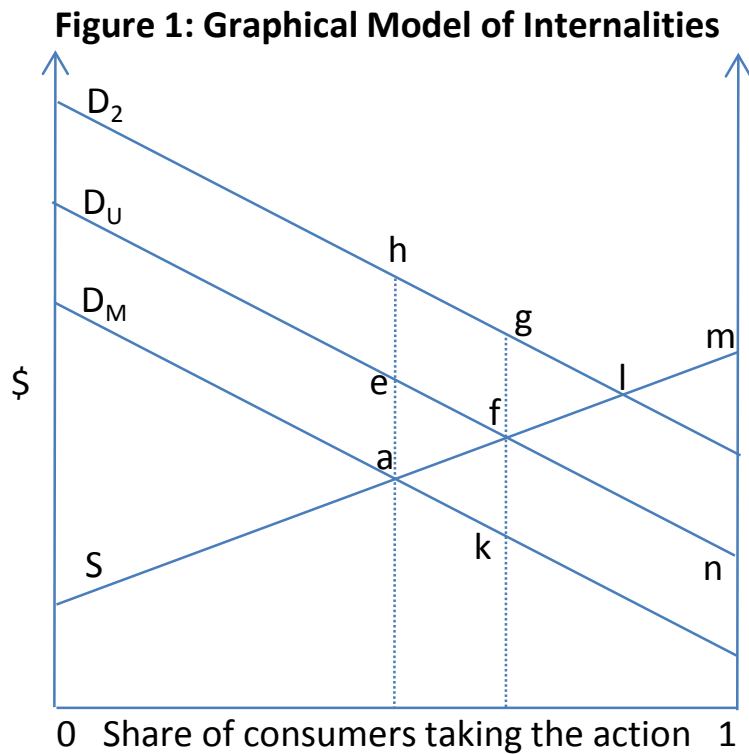 Figure 1: Graphical Model of Internalities
D₂
Dᵤ
h
Dₘ
g
m
$
e
l
f
a
S
k
n
0 Share of consumers taking the action 1